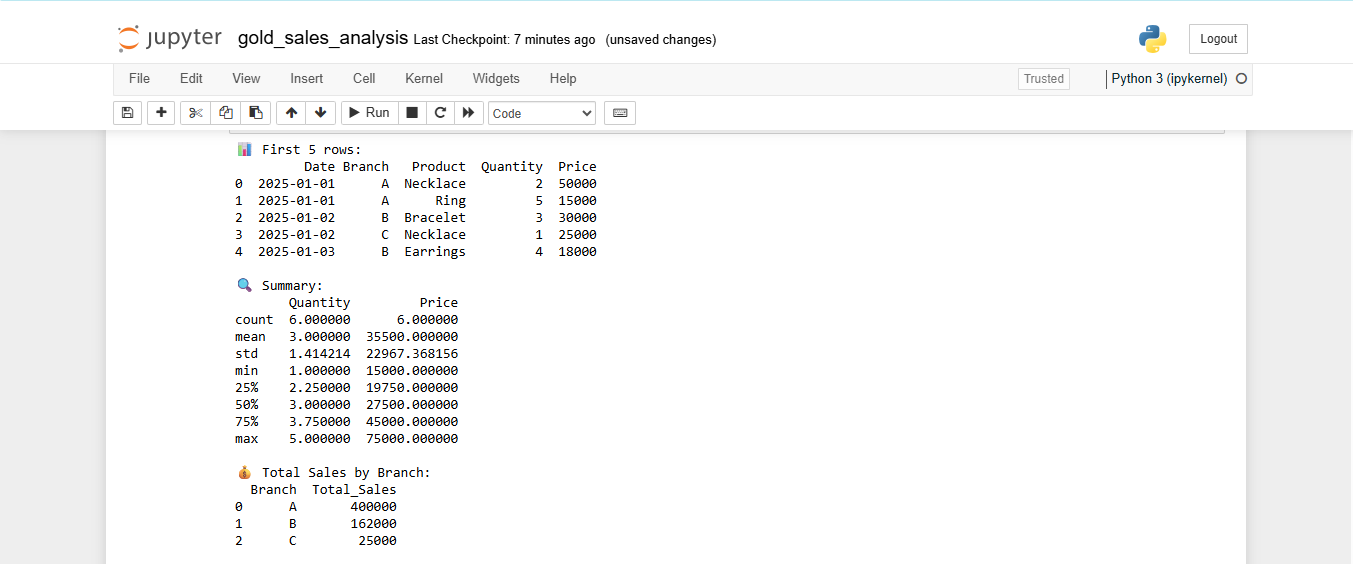 jupyter gold_sales_analysis Last Checkpoint: 7 minutes ago (unsaved changes) Logout
File Edit View Insert Cell Kernel Widgets Help Trusted Python 3 (ipykernel)
Run Code
First 5 rows:
Date Branch Product Quantity Price
0 2025-01-01 A Necklace 2 50000
1 2025-01-01 A Ring 5 15000
2 2025-01-02 B Bracelet 3 30000
3 2025-01-02 C Necklace 1 25000
4 2025-01-03 B Earrings 4 18000
Summary:
Quantity Price
count 6.000000 6.000000
mean 3.000000 35500.000000
std 1.414214 22967.368156
min 1.000000 15000.000000
25% 2.250000 19750.000000
50% 3.000000 27500.000000
75% 3.750000 45000.000000
max 5.000000 75000.000000
Total Sales by Branch:
Branch Total_Sales
0 A 400000
1 B 162000
2 C 25000